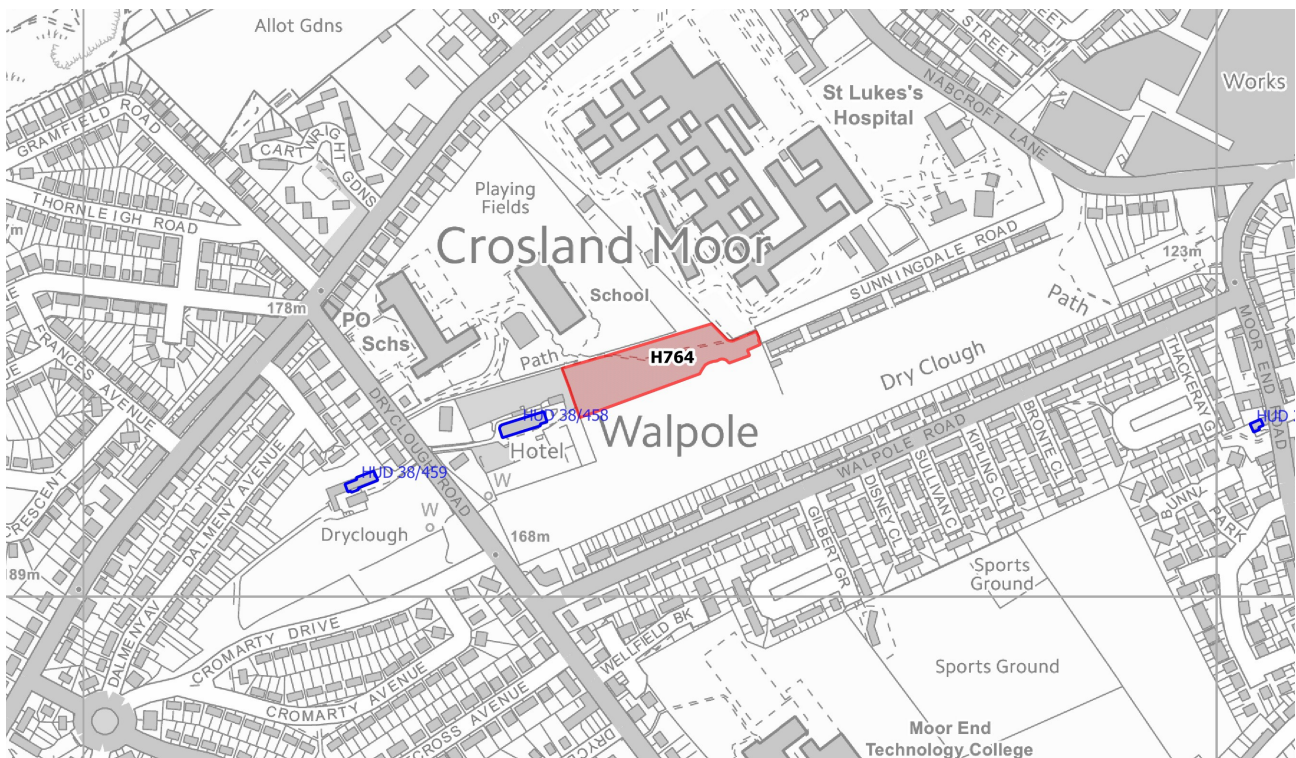 Allot Gdns
GRAMFIELD ROAD
CARTWRIGHT GDNS
THORNLEIGH ROAD
STREET
STREET
NABCROFT LANE
Works
St Lukes's
Hospital
Playing
Fields
Crosland Moor
School
SUNNINGDALE ROAD
123m
Path
178m
PO
Schs
Path
H764
FRANCES AVENUE
DRYCLOUGH ROAD
HUD 38/458
Hotel
Walpole
Dry Clough
WALPOLE ROAD
THACKERAY G
MOOR END ROAD
BRONTE CL
KIPLING CL
SULLIVAN C
DISNEY CL
GILBERT GR
BUNN PARK
HUD 38/459
W
W
Dryclough
168m
CRESCENT
DALMENY AVENUE
89m
DALMENY AV
CROMARTY DRIVE
CROMARTY AVENUE
CROSS AVENUE
WELLFIELD BK
Sports
Ground
Sports Ground
Moor End
Technology College